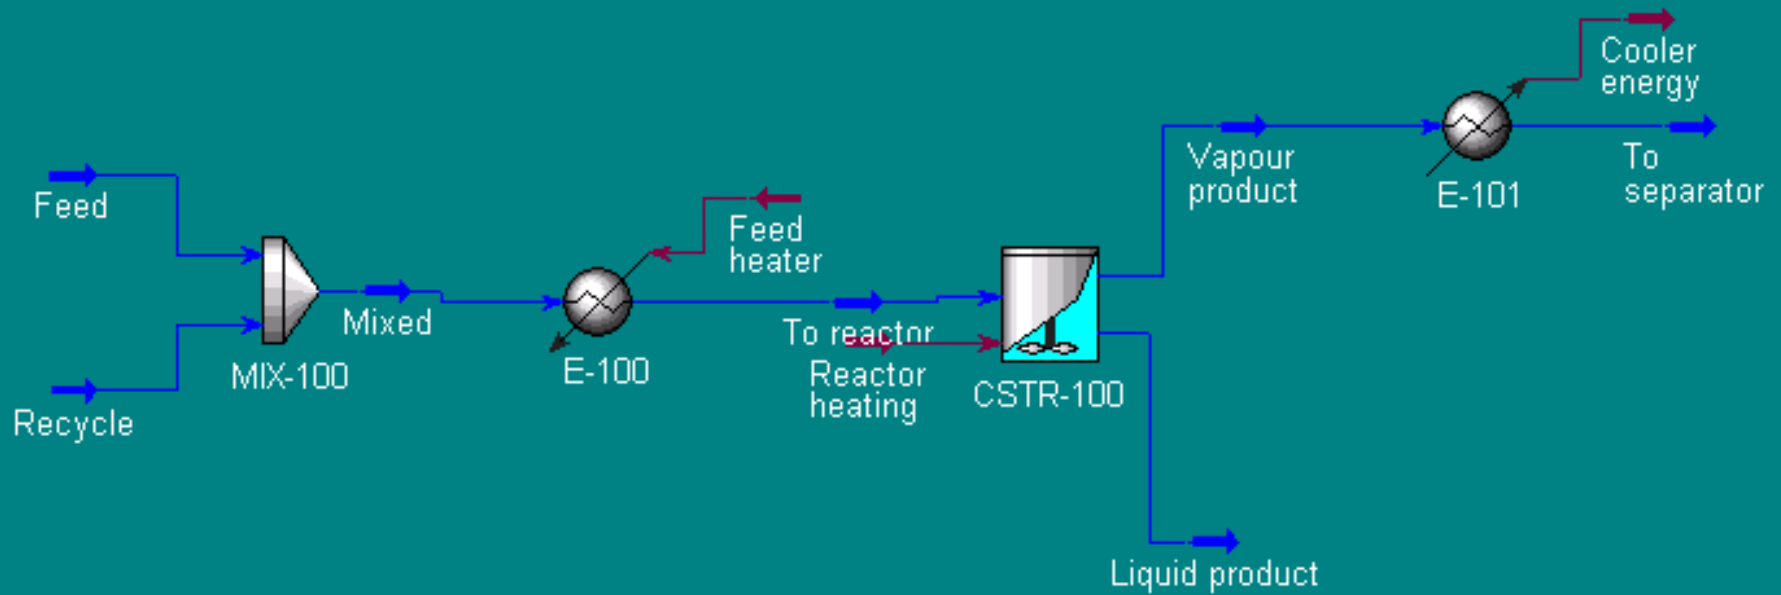 Feed
Recycle
MIX-100
Mixed
E-100
Feed
heater
To reactor
Reactor
heating
CSTR-100
Vapour
product
Liquid product
E-101
Cooler
energy
To
separator